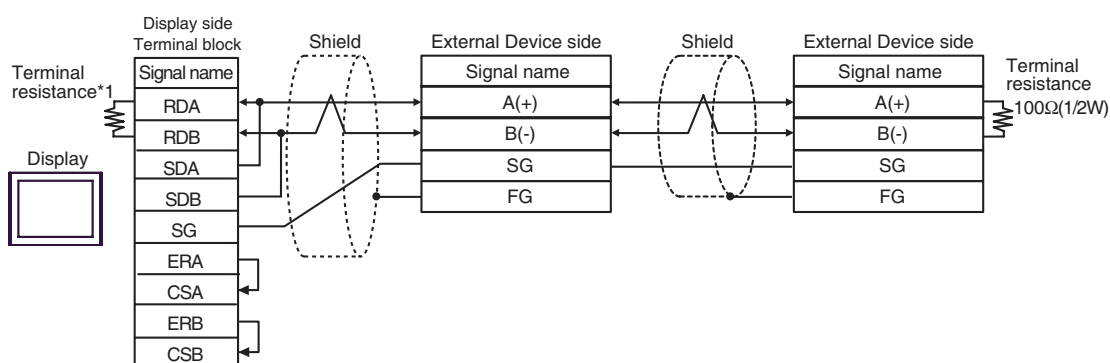 Display side
Terminal block
Shield
External Device side
Shield
External Device side
Terminal
resistance*1
Signal name
Signal name
Signal name
Terminal
resistance
100Ω(1/2W)
RDA
A(+)
A(+)
RDB
B(-)
B(-)
Display
SDA
SG
SG
SDB
FG
FG
SG
ERA
CSA
ERB
CSB